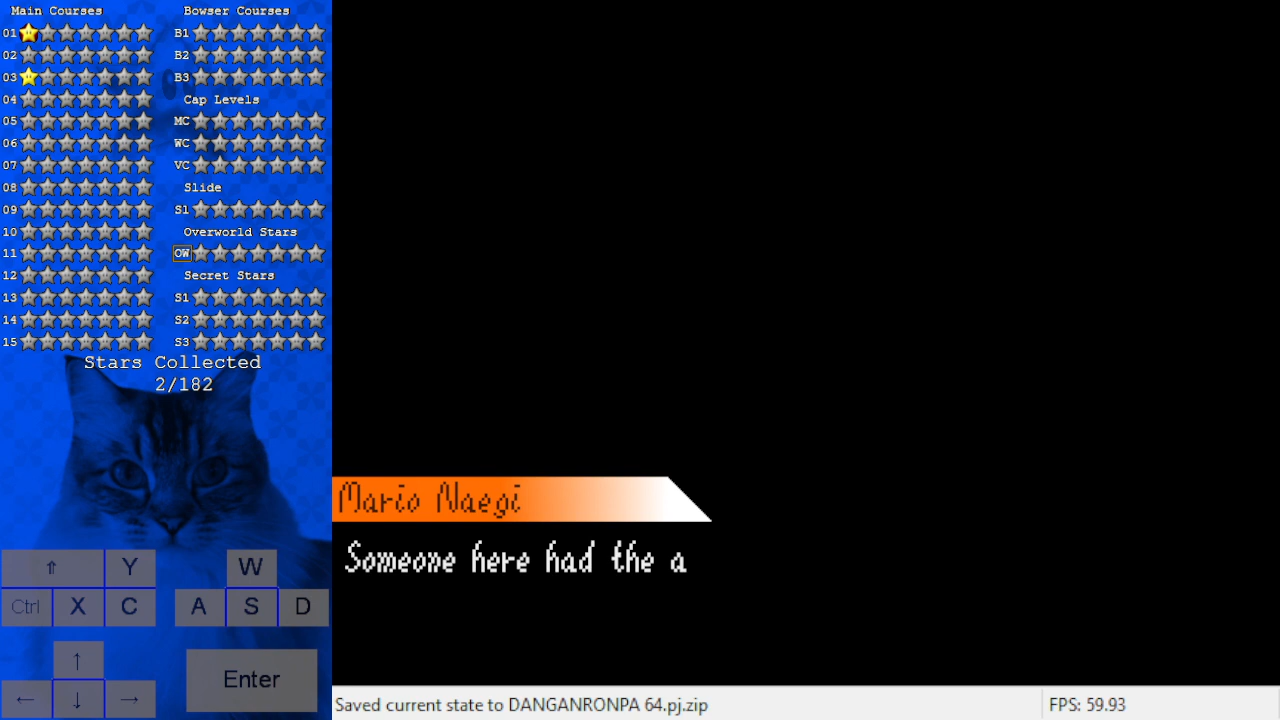 Main Courses
01
02
03
04
05
06
07
08
09
10
11
12
13
14
15
Bowser Courses
B1
B2
B3
Cap Levels
MC
WC
VC
Slide
S1
Overworld Stars
OW
Secret Stars
S1
S2
S3
Stars Collected
2/182
⇧ Y W
Ctrl X C A S D
↑
← ↓ → Enter
Mario Naegi
Someone here had the a
Saved current state to DANGANRONPA 64.pj.zip
FPS: 59.93